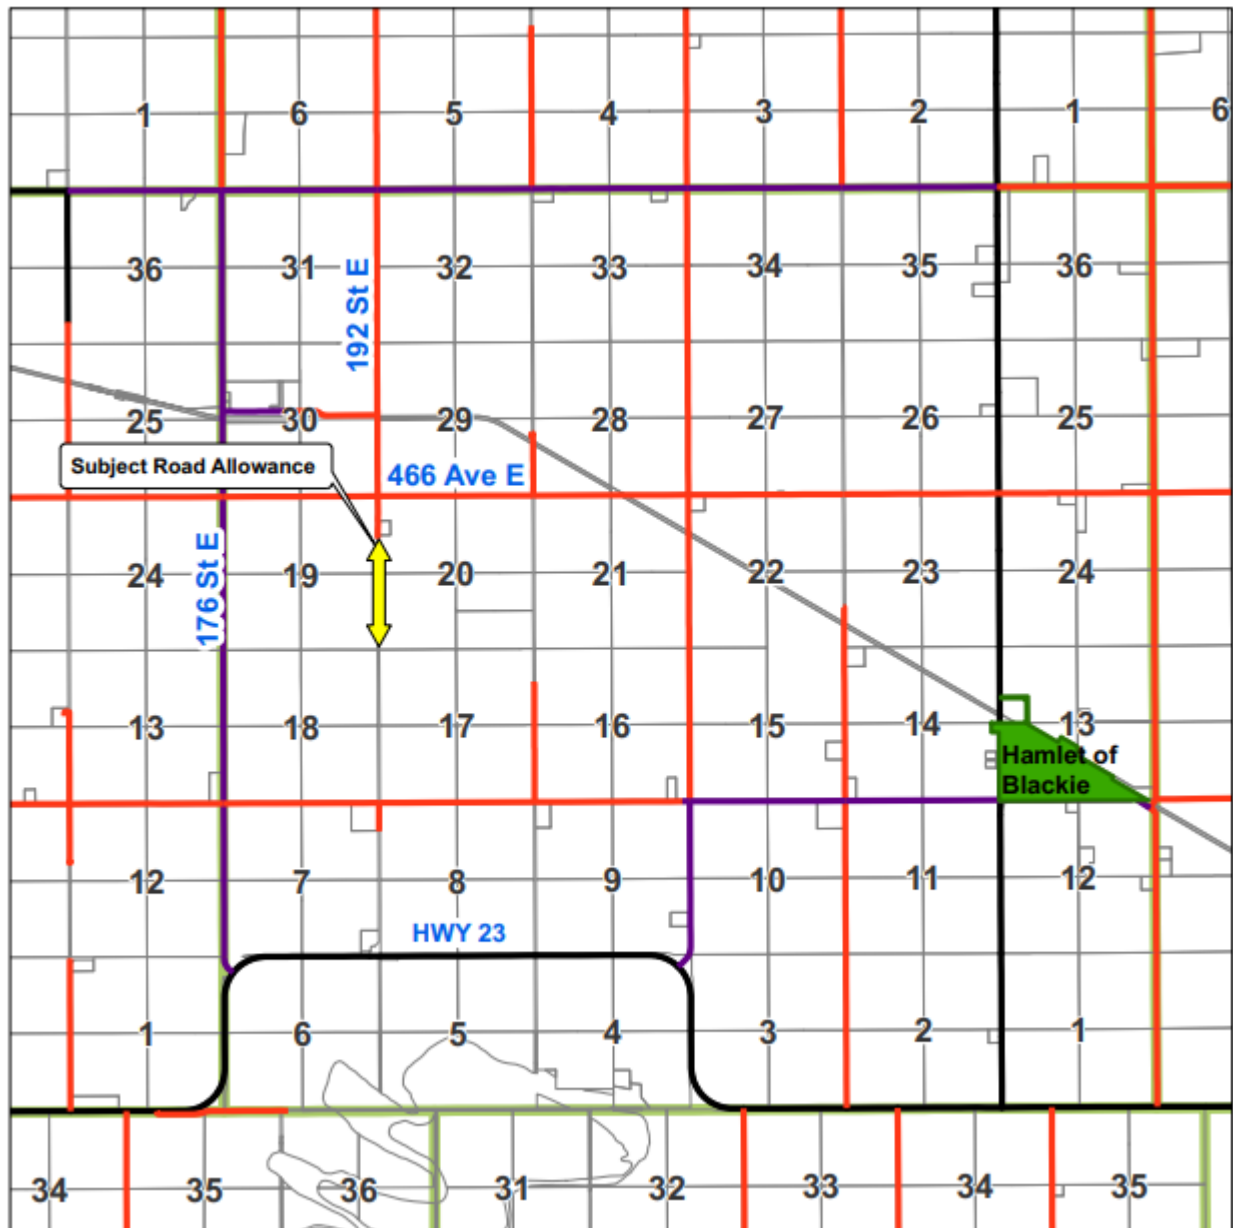 1 6 5 4 3 2 1 6
36 31 32 33 34 35 36
192 St E
25 30 29 28 27 26 25
Subject Road Allowance
466 Ave E
176 St E
24 19 20 21 22 23 24
13 18 17 16 15 14 13
Hamlet of
Blackie
12 7 8 9 10 11 12
HWY 23
1 6 5 4 3 2 1
34 35 36 31 32 33 34 35